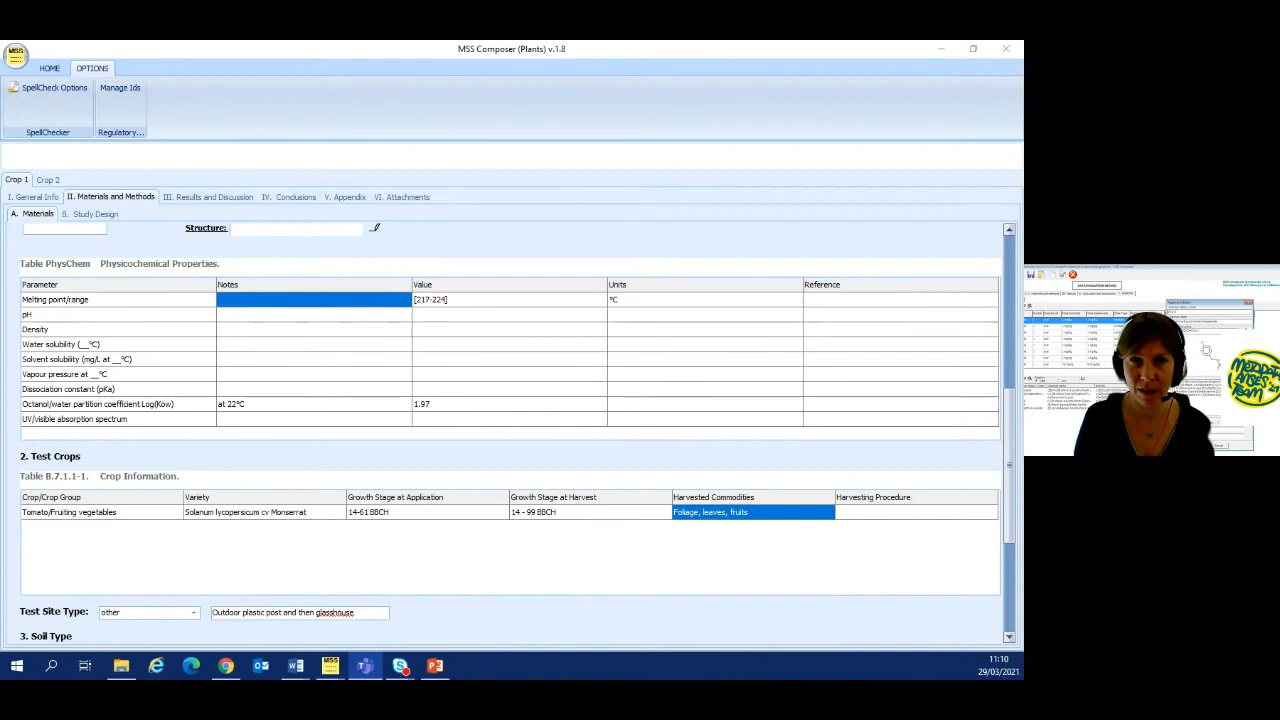 MSS Composer (Plants) v.1.8
MSS
HOME OPTIONS
SpellCheck Options Manage Ids
SpellChecker Regulatory...
Crop 1 Crop 2
I. General Info II. Materials and Methods III. Results and Discussion IV. Conclusions V. Appendix VI. Attachments
A. Materials B. Study Design
Structure:
Table PhysChem Physicochemical Properties.
Parameter Notes Value Units Reference
Melting point/range [217-224] °C
pH
Density
Water solubility (__°C)
Solvent solubility (mg/L at __°C)
Vapour pressure at __°C
Dissociation constant (pKa)
Octanol/water partition coefficient Log(Kow) at 22°C 1.97
UV/visible absorption spectrum
2. Test Crops
Table B.7.1.1-1. Crop Information.
Crop/Crop Group Variety Growth Stage at Application Growth Stage at Harvest Harvested Commodities Harvesting Procedure
Tomato/Fruiting vegetables Solanum lycopersicum cv Monserrat 14-61 BBCH 14 - 99 BBCH Foliage, leaves, fruits
Test Site Type: other Outdoor plastic post and then glasshouse
3. Soil Type
MSS
11:10
29/03/2021
DATA EVALUATION RECORD